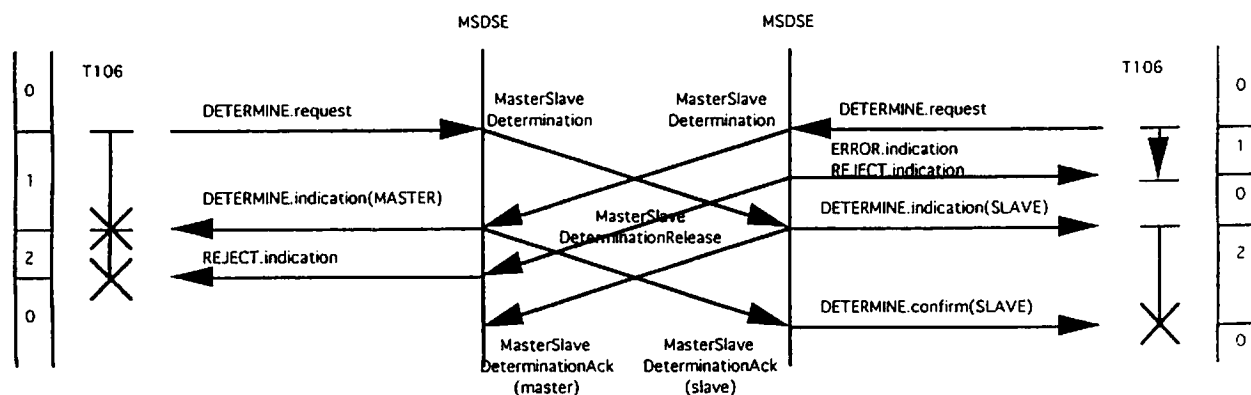 MSDSE
MSDSE
T106
T106
0
0
DETERMINE.request
MasterSlave
Determination
MasterSlave
Determination
DETERMINE.request
ERROR.indication
1
REJECT.indication
1
0
DETERMINE.indication(MASTER)
MasterSlave
DeterminationRelease
DETERMINE.indication(SLAVE)
2
REJECT.indication
2
0
DETERMINE.confirm(SLAVE)
0
MasterSlave
DeterminationAck
(master)
MasterSlave
DeterminationAck
(slave)